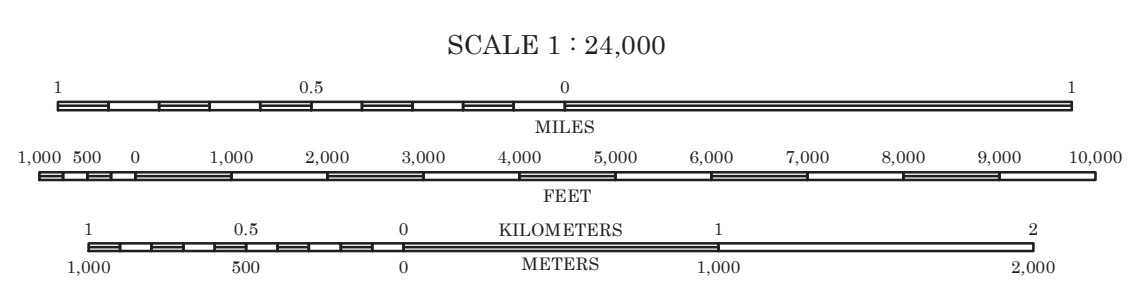 SCALE 1 : 24,000
1 0.5 0 1
MILES
1,000 500 0 1,000 2,000 3,000 4,000 5,000 6,000 7,000 8,000 9,000 10,000
FEET
1 0.5 0 KILOMETERS 1 2
1,000 500 0 METERS 1,000 2,000